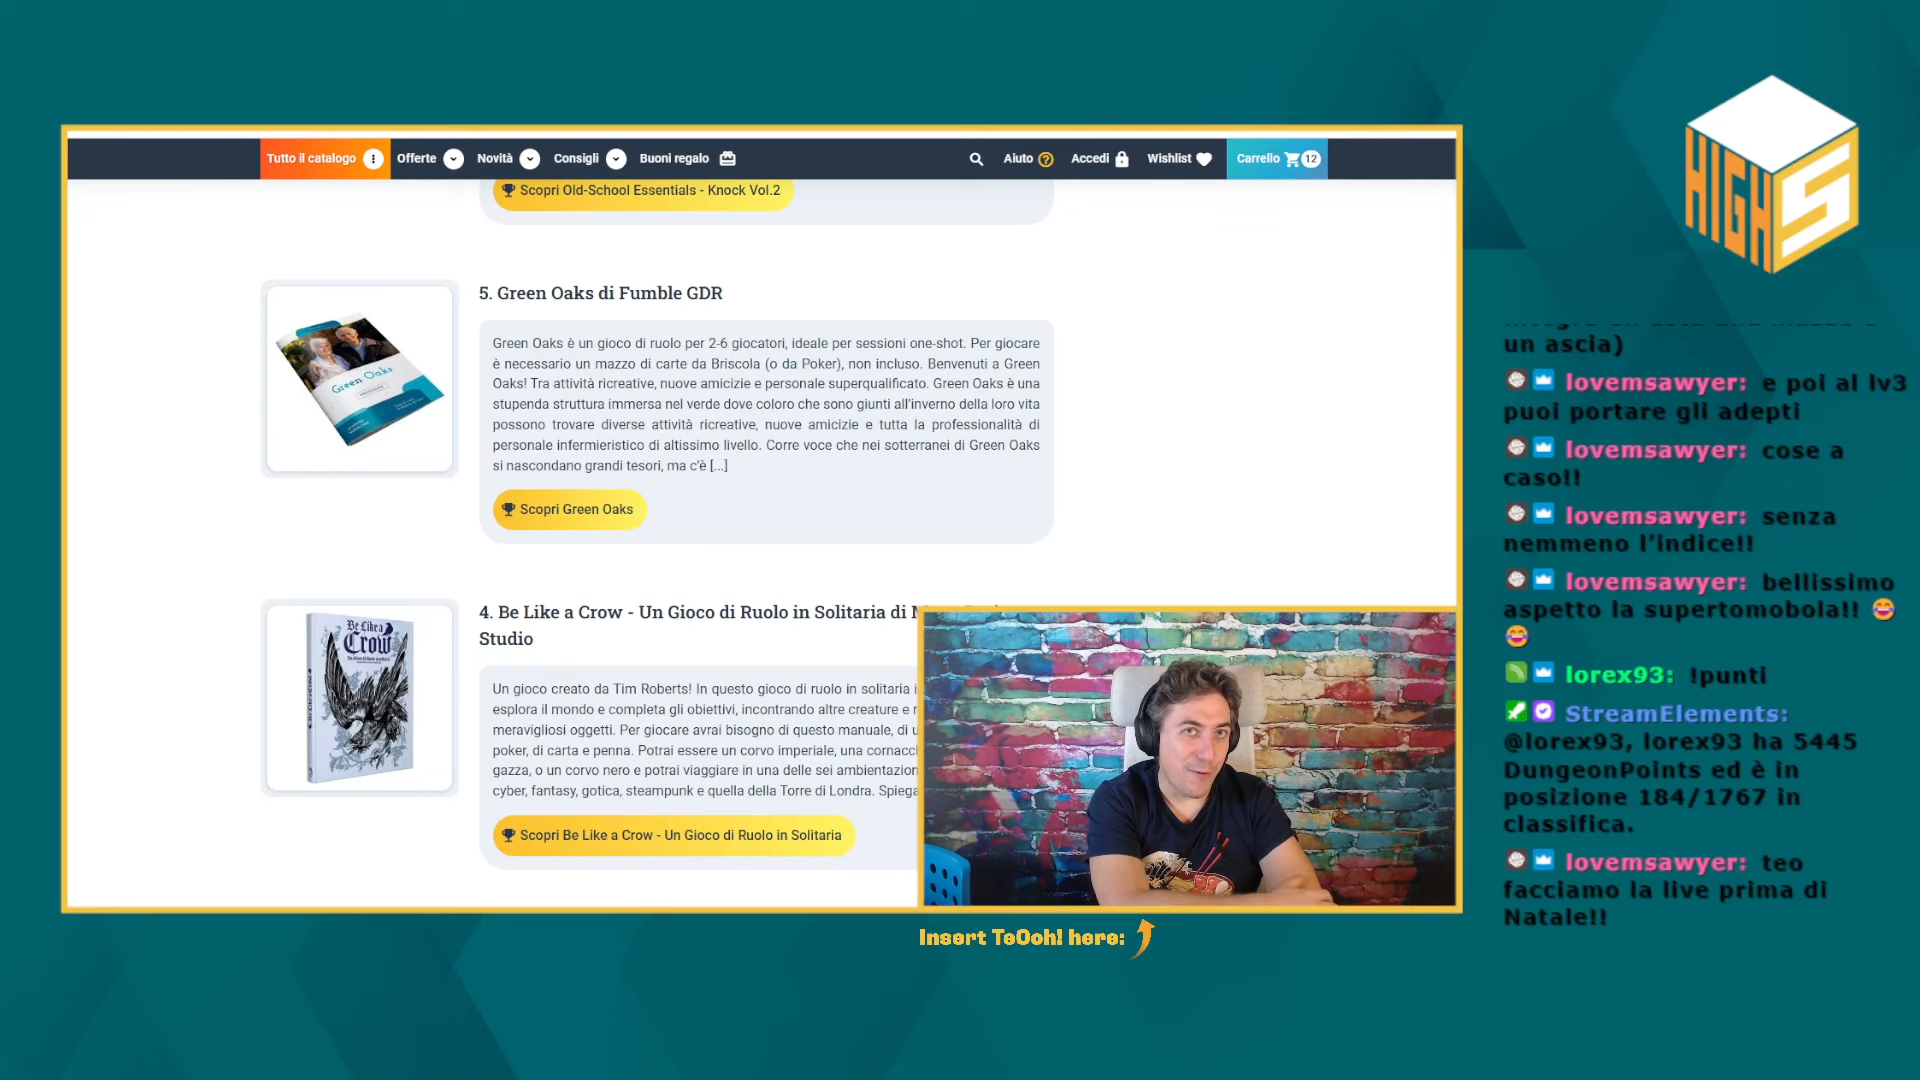 Tutto il catalogo
Offerte
Novità
Consigli
Buoni regalo
Aiuto
Accedi
Wishlist
Carrello 12
Scopri Old-School Essentials - Knock Vol.2
5. Green Oaks di Fumble GDR
Green Oaks
Green Oaks è un gioco di ruolo per 2-6 giocatori, ideale per sessioni one-shot. Per giocare
è necessario un mazzo di carte da Briscola (o da Poker), non incluso. Benvenuti a Green
Oaks! Tra attività ricreative, nuove amicizie e personale superqualificato. Green Oaks è una
stupenda struttura immersa nel verde dove coloro che sono giunti all'inverno della loro vita
possono trovare diverse attività ricreative, nuove amicizie e tutta la professionalità di
personale infermieristico di altissimo livello. Corre voce che nei sotterranei di Green Oaks
si nascondano grandi tesori, ma c'è [...]
Scopri Green Oaks
Be Like a
Crow
4. Be Like a Crow - Un Gioco di Ruolo in Solitaria di
Studio
Un gioco creato da Tim Roberts! In questo gioco di ruolo in solitaria
esplora il mondo e completa gli obiettivi, incontrando altre creature e
meravigliosi oggetti. Per giocare avrai bisogno di questo manuale, di
poker, di carta e penna. Potrai essere un corvo imperiale, una
gazza, o un corvo nero e potrai viaggiare in una delle sei
cyber, fantasy, gotica, steampunk e quella della Torre di Londra.
Scopri Be Like a Crow - Un Gioco di Ruolo in Solitaria
Insert TeOoh! here:
HIGH 5
un ascia)
lovemsawyer: e poi al lv3
puoi portare gli adepti
lovemsawyer: cose a
caso!!
lovemsawyer: senza
nemmeno l'indice!!
lovemsawyer: bellissimo
aspetto la supertomobola!! 😂
😂
lorex93: !punti
StreamElements:
@lorex93, lorex93 ha 5445
DungeonPoints ed è in
posizione 184/1767 in
classifica.
lovemsawyer: teo
facciamo la live prima di
Natale!!